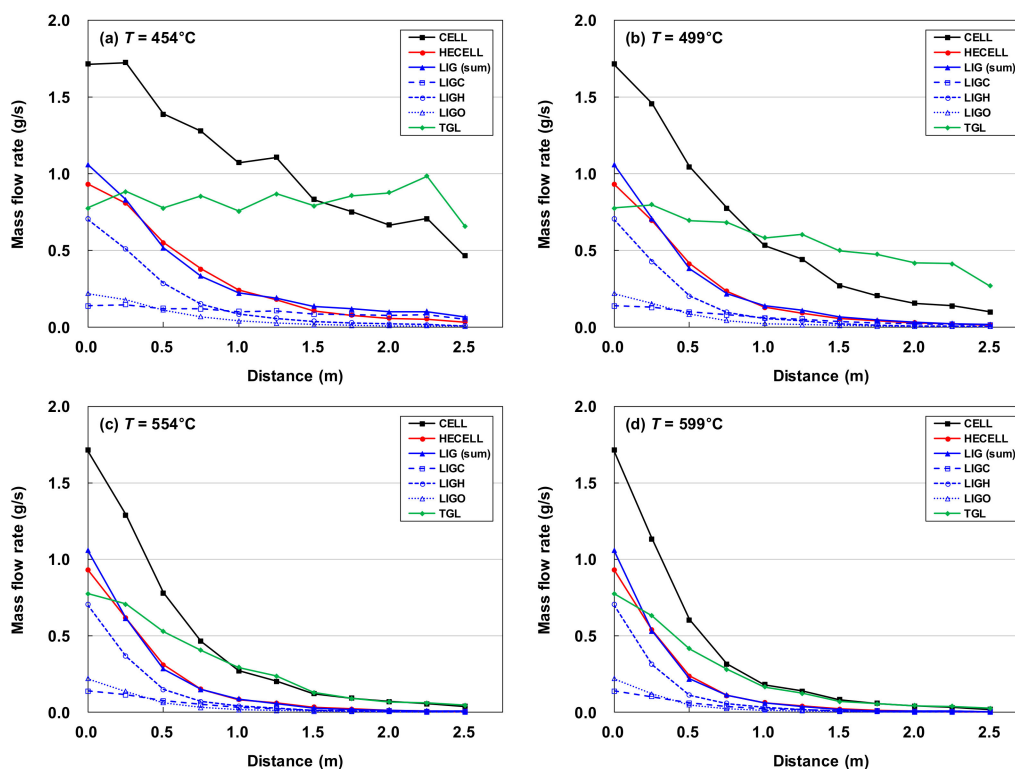 (a) T = 454°C
CELL
HECELL
LIG (sum)
LIGC
LIGH
LIGO
TGL
2.0
1.5
1.0
0.5
0.0
Mass flow rate (g/s)
0.0 0.5 1.0 1.5 2.0 2.5
Distance (m)
(b) T = 499°C
CELL
HECELL
LIG (sum)
LIGC
LIGH
LIGO
TGL
2.0
1.5
1.0
0.5
0.0
Mass flow rate (g/s)
0.0 0.5 1.0 1.5 2.0 2.5
Distance (m)
(c) T = 554°C
CELL
HECELL
LIG (sum)
LIGC
LIGH
LIGO
TGL
2.0
1.5
1.0
0.5
0.0
Mass flow rate (g/s)
0.0 0.5 1.0 1.5 2.0 2.5
Distance (m)
(d) T = 599°C
CELL
HECELL
LIG (sum)
LIGC
LIGH
LIGO
TGL
2.0
1.5
1.0
0.5
0.0
Mass flow rate (g/s)
0.0 0.5 1.0 1.5 2.0 2.5
Distance (m)